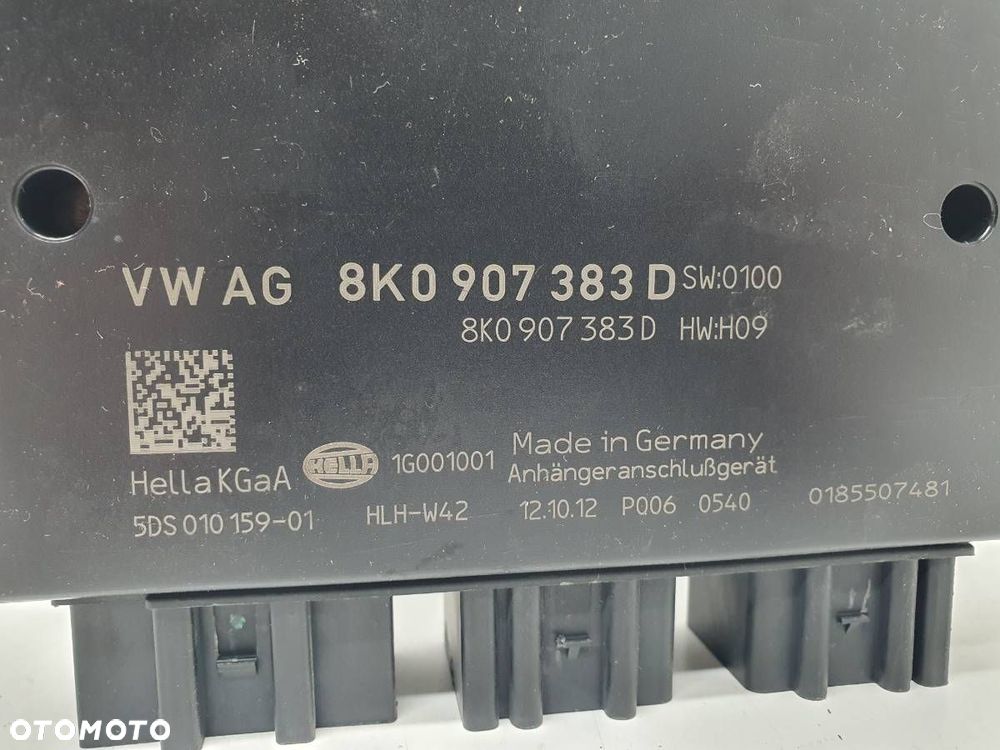 VW AG 8K0 907 383 D SW:0100
8K0 907 383 D HW:H09
Made in Germany
Hella KGaA HELLA 1G001001 Anhängeranschlußgerät
5DS 010 159-01 HLH-W42 12.10.12 P006 0540 0185507481
OTOMOTO